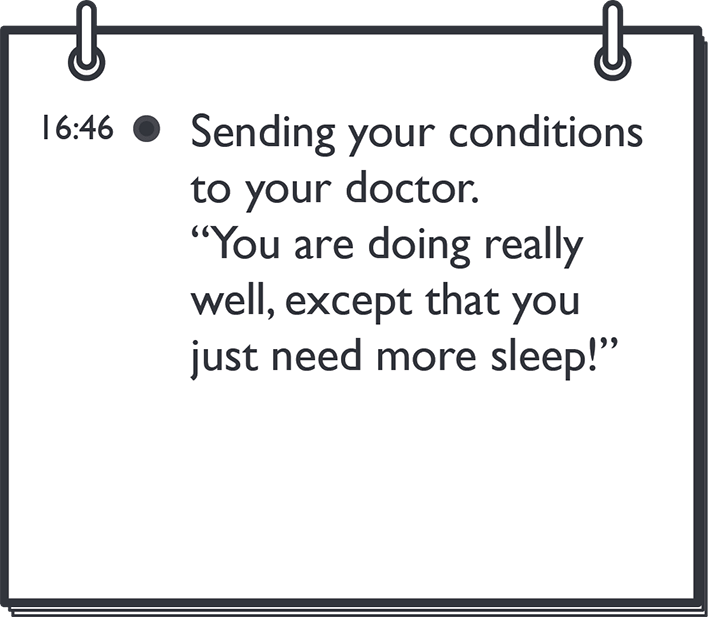 16:46 Sending your conditions
to your doctor.
“You are doing really
well, except that you
just need more sleep!”